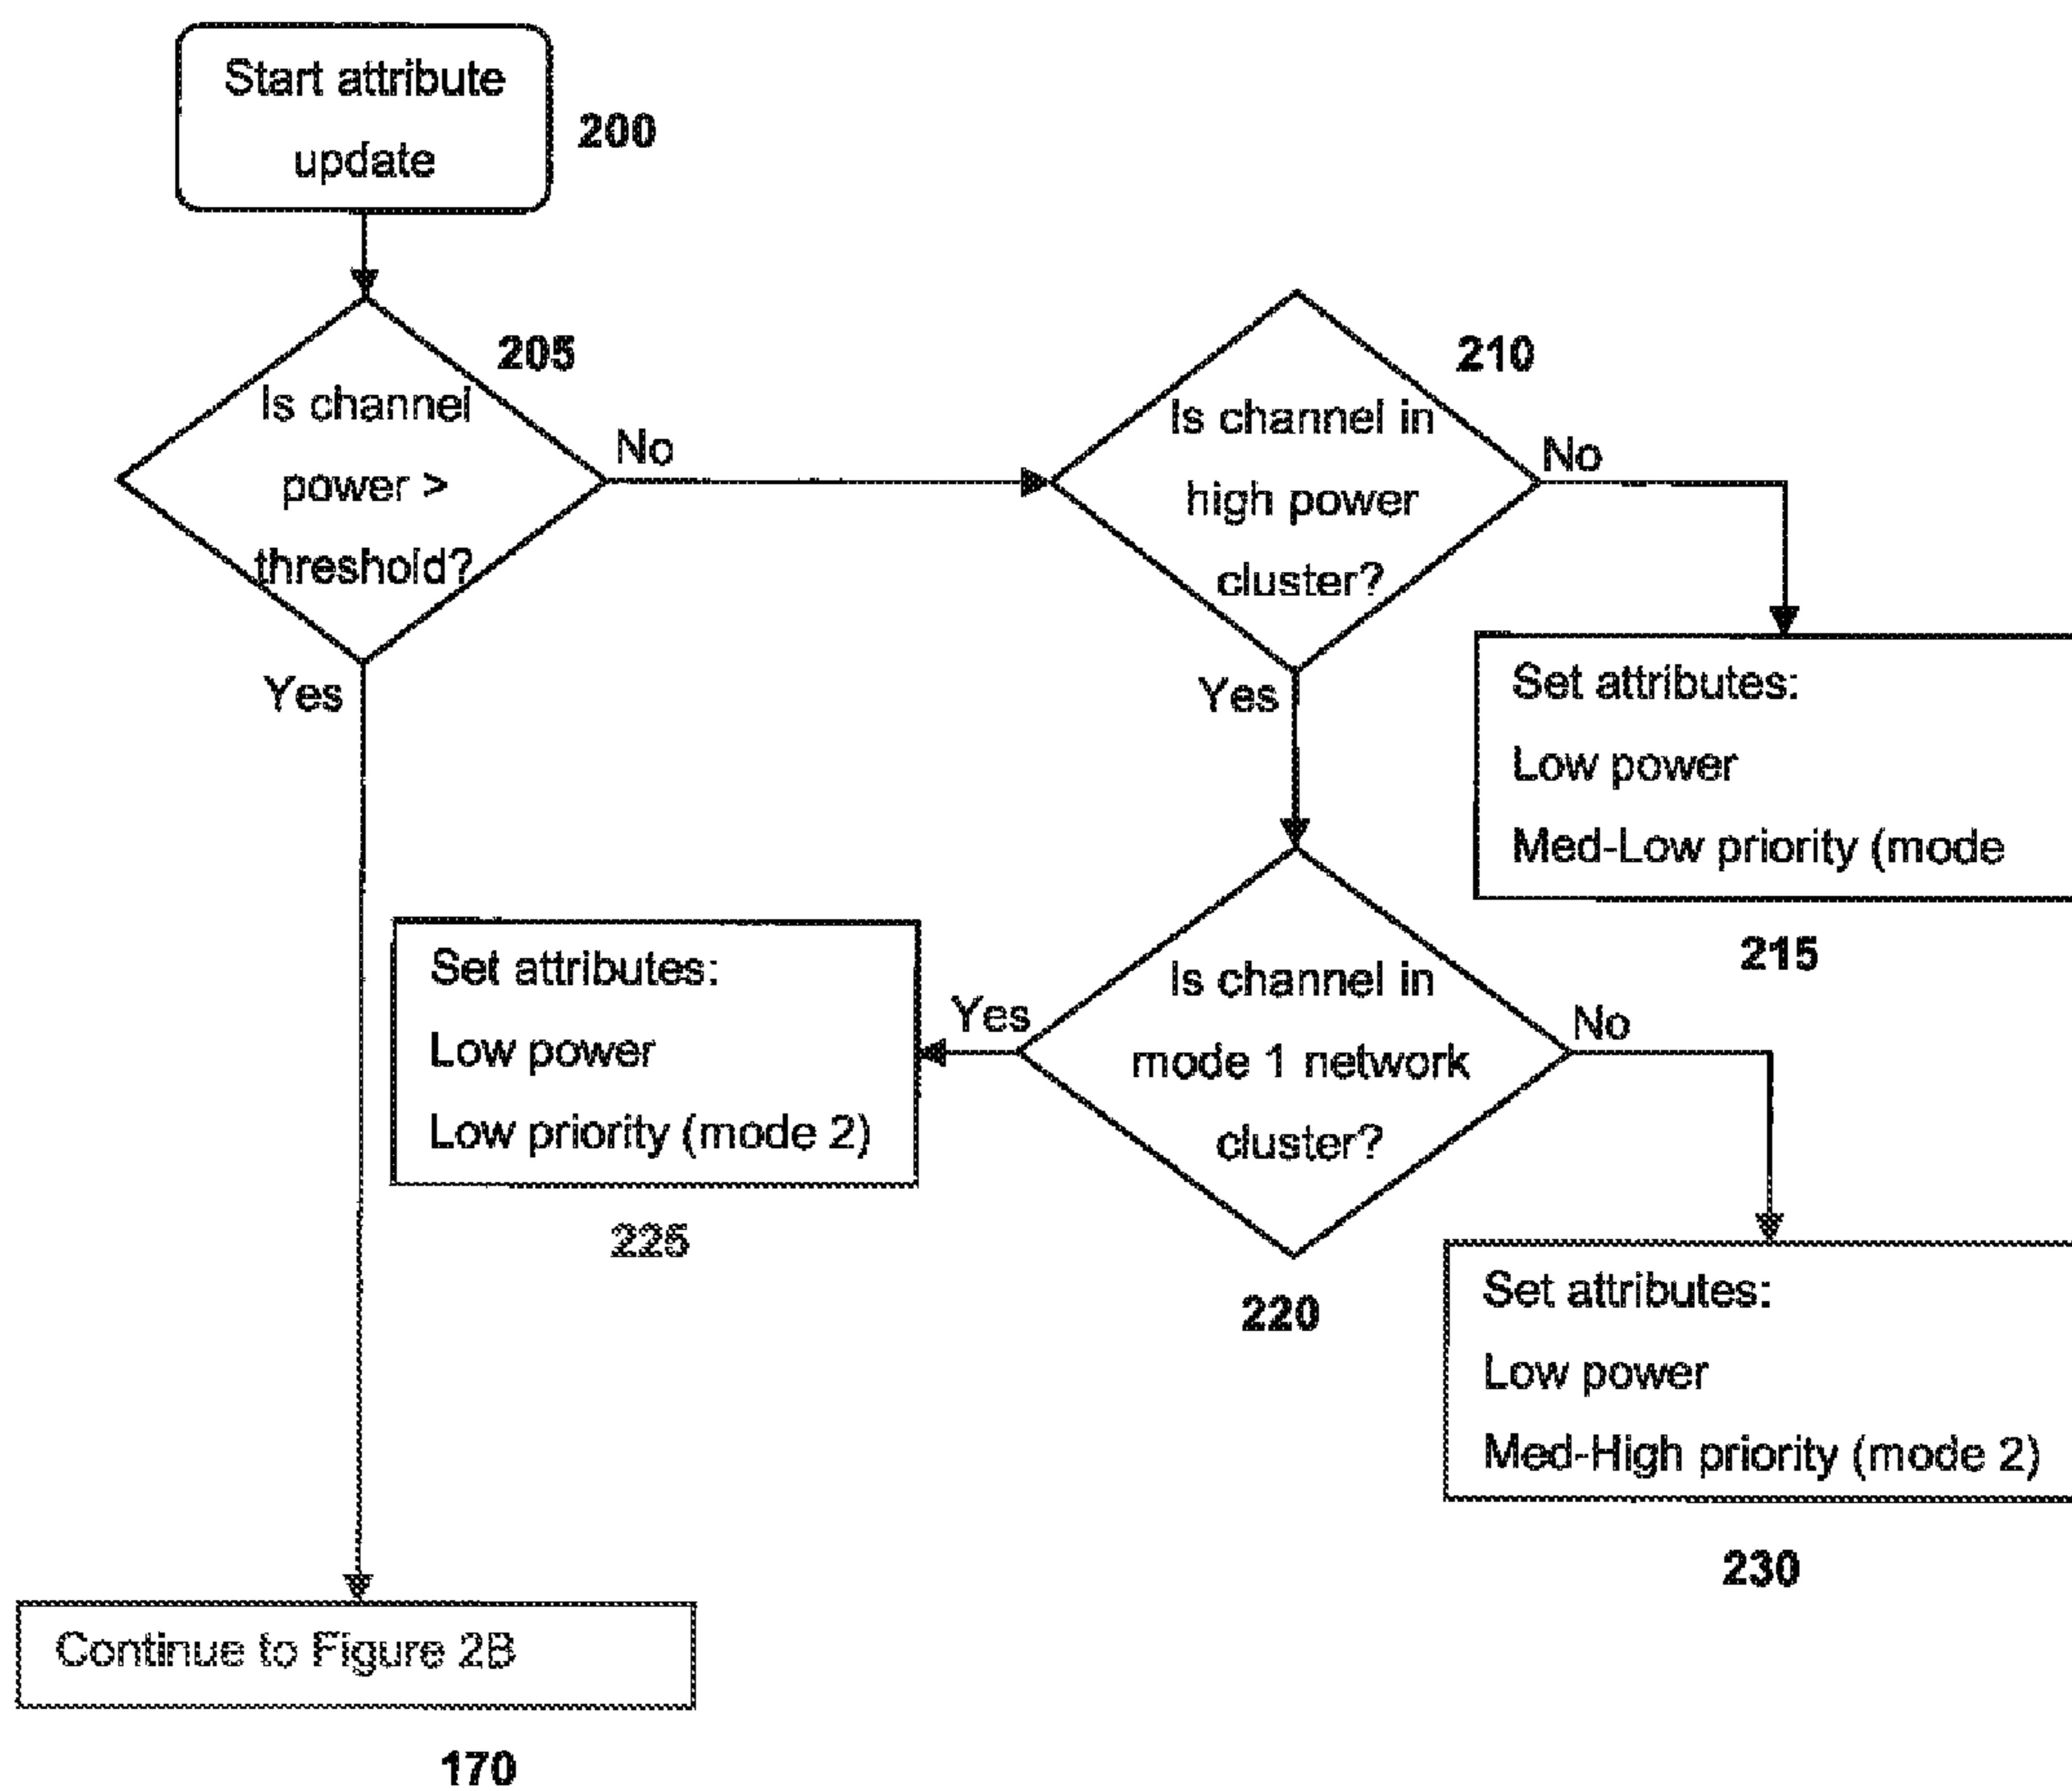 Start attribute
update
200
205
Is channel
power >
threshold?
No
Yes
210
Is channel in
high power
cluster?
No
Yes
Set attributes:
Low power
Med-Low priority (mode
215
Is channel in
mode 1 network
cluster?
Yes
No
220
Set attributes:
Low power
Low priority (mode 2)
225
Set attributes:
Low power
Med-High priority (mode 2)
230
Continue to Figure 2B
170